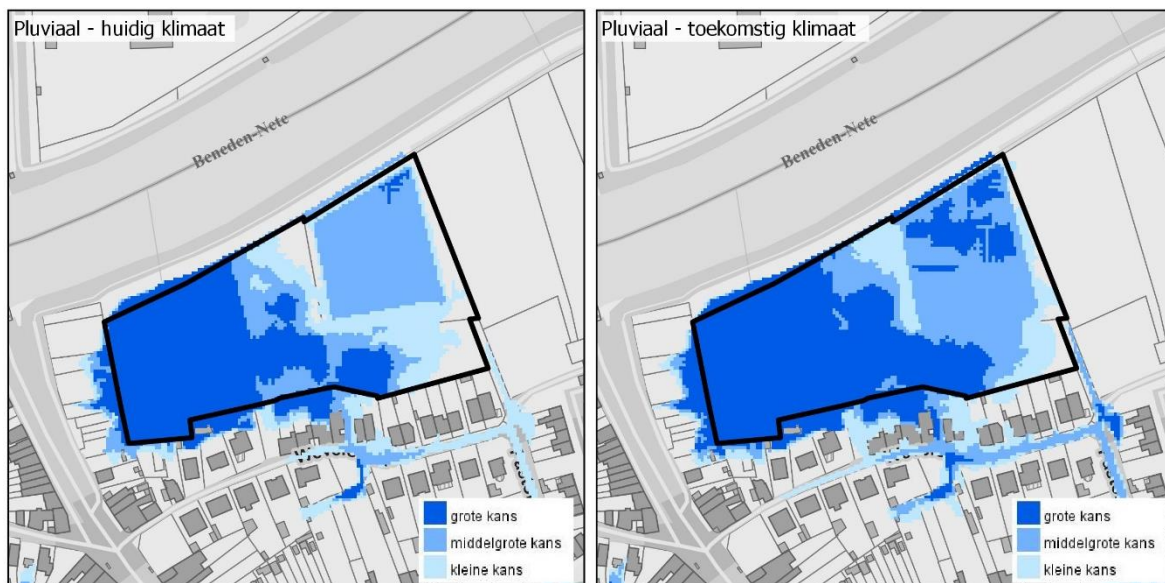 Pluviaal - huidig klimaat
Beneden-Nete
grote kans
middelgrote kans
kleine kans
Pluviaal - toekomstig klimaat
Beneden-Nete
grote kans
middelgrote kans
kleine kans